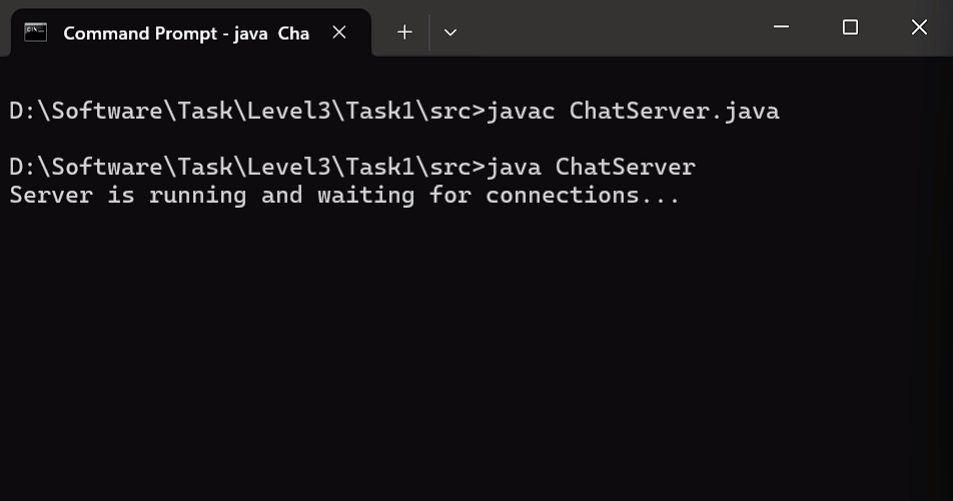 Command Prompt - java Cha
D:\Software\Task\Level3\Task1\src>javac ChatServer.java
D:\Software\Task\Level3\Task1\src>java ChatServer
Server is running and waiting for connections...